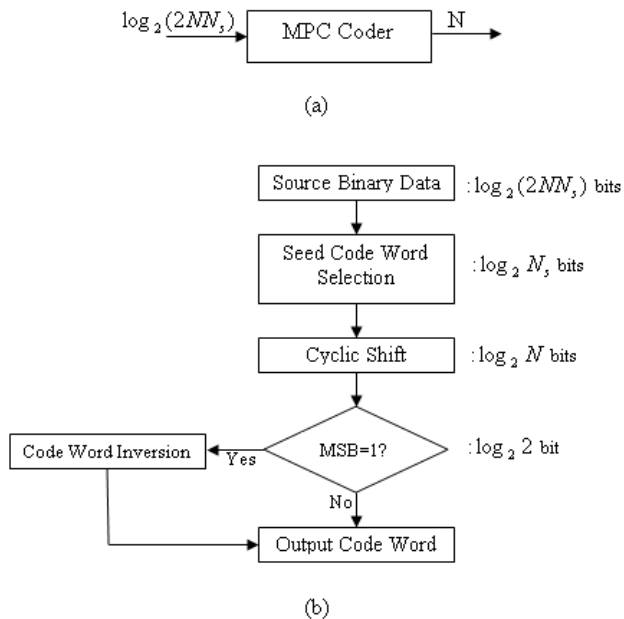 log₂(2NNₛ)
MPC Coder
N
(a)
Source Binary Data
:log₂(2NNₛ) bits
Seed Code Word
Selection
:log₂ Nₛ bits
Cyclic Shift
:log₂ N bits
MSB=1?
:log₂ 2 bit
Code Word Inversion
Yes
No
Output Code Word
(b)